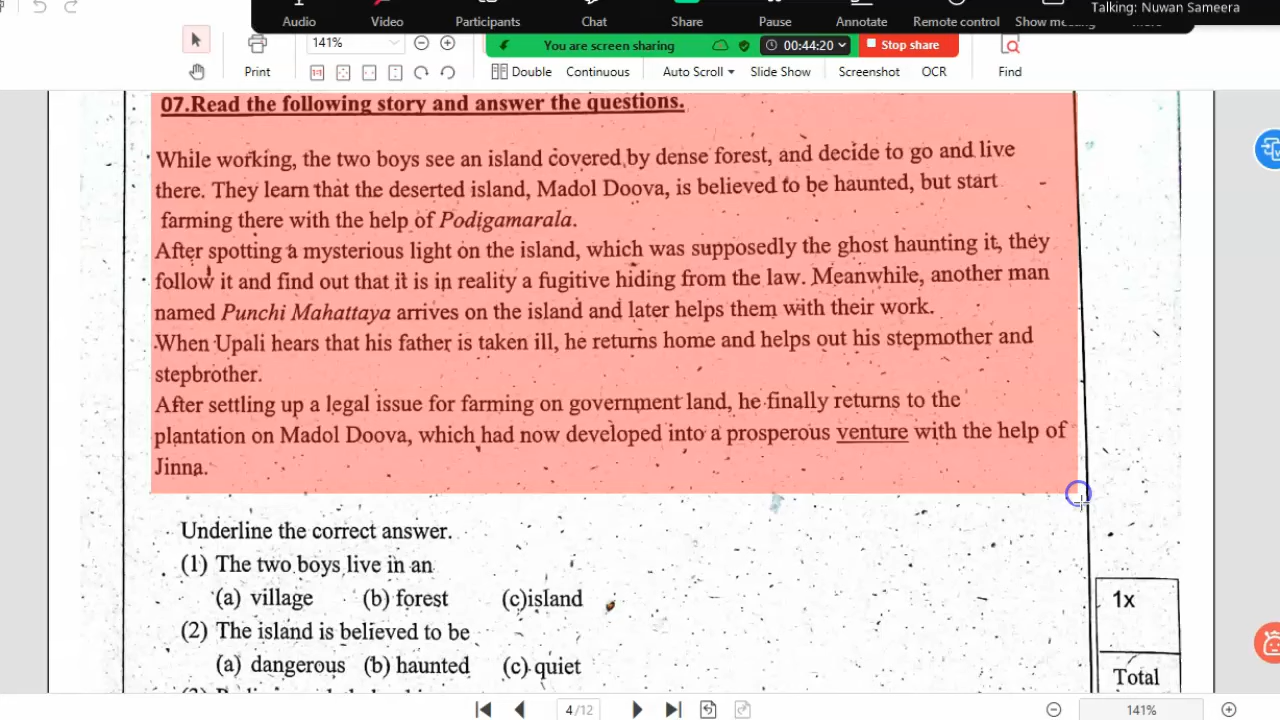 Talking: Nuwan Sameera
Audio Video Participants Chat Share Pause Annotate Remote control
141% You are screen sharing 00:44:20 Stop share
Print Double Continuous Auto Scroll Slide Show Screenshot OCR Find
07.Read the following story and answer the questions.
While working, the two boys see an island covered by dense forest, and decide to go and live
there. They learn that the deserted island, Madol Doova, is believed to be haunted, but start
farming there with the help of Podigamarala.
After spotting a mysterious light on the island, which was supposedly the ghost haunting it, they
follow it and find out that it is in reality a fugitive hiding from the law. Meanwhile, another man
named Punchi Mahattaya arrives on the island and later helps them with their work.
When Upali hears that his father is taken ill, he returns home and helps out his stepmother and
stepbrother.
After settling up a legal issue for farming on government land, he finally returns to the
plantation on Madol Doova, which had now developed into a prosperous venture with the help of
Jinna.
Underline the correct answer.
(1) The two boys live in an
(a) village (b) forest (c)island
1x
(2) The island is believed to be
(a) dangerous (b) haunted (c) quiet
Total
4/12 141%